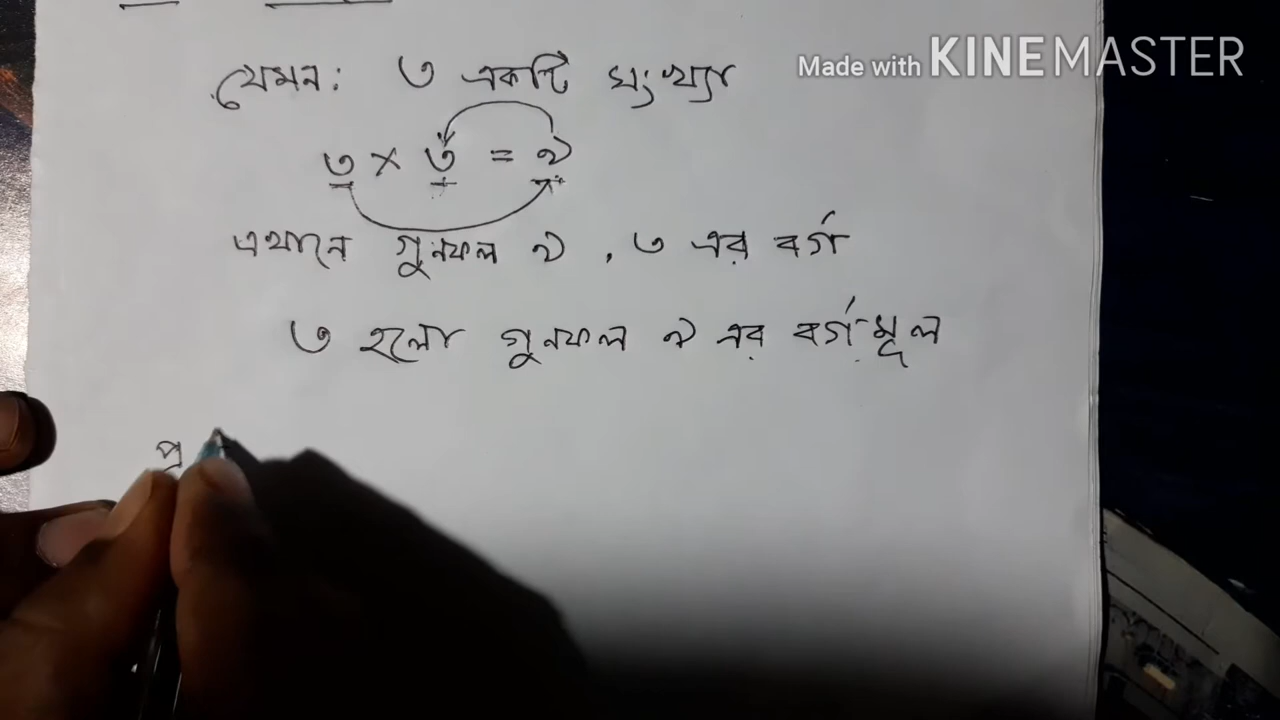 Made with KINEMASTER
যেমন: ৩ একটি সংখ্যা
৩ × ৩ = ৯
এখানে গুনফল ৯ , ৩ এর বর্গ
৩ হলো গুনফল ৯ এর বর্গমূল
প্র